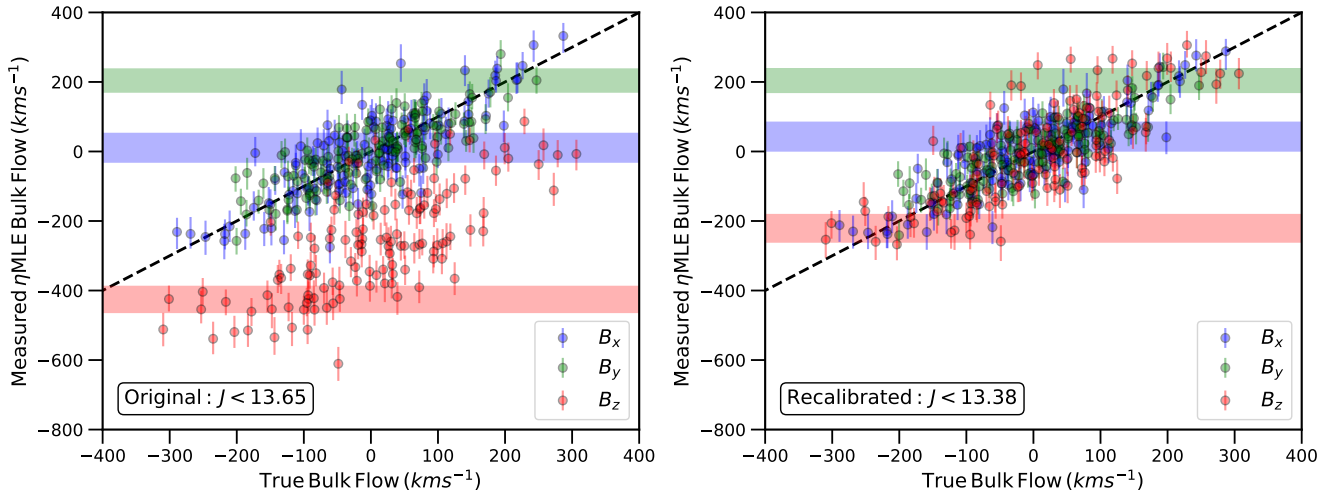 400
200
0
−200
−400
−600
−800
−400
−300
−200
−100
0
100
200
300
400
Measured ηMLE Bulk Flow (kms⁻¹)
True Bulk Flow (kms⁻¹)
Original : J < 13.65
Bx
By
Bz
400
200
0
−200
−400
−600
−800
−400
−300
−200
−100
0
100
200
300
400
Measured ηMLE Bulk Flow (kms⁻¹)
True Bulk Flow (kms⁻¹)
Recalibrated : J < 13.38
Bx
By
Bz